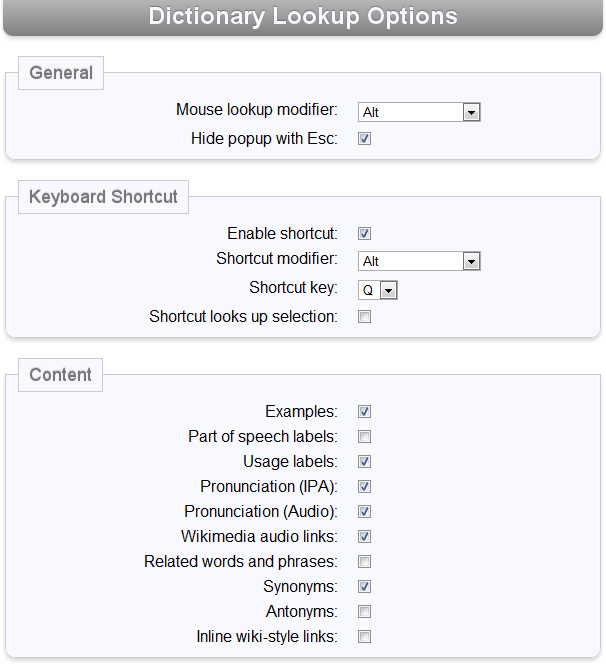 Dictionary Lookup Options
General
Mouse lookup modifier: Alt
Hide popup with Esc:
Keyboard Shortcut
Enable shortcut:
Shortcut modifier: Alt
Shortcut key: Q
Shortcut looks up selection:
Content
Examples:
Part of speech labels:
Usage labels:
Pronunciation (IPA):
Pronunciation (Audio):
Wikimedia audio links:
Related words and phrases:
Synonyms:
Antonyms:
Inline wiki-style links: